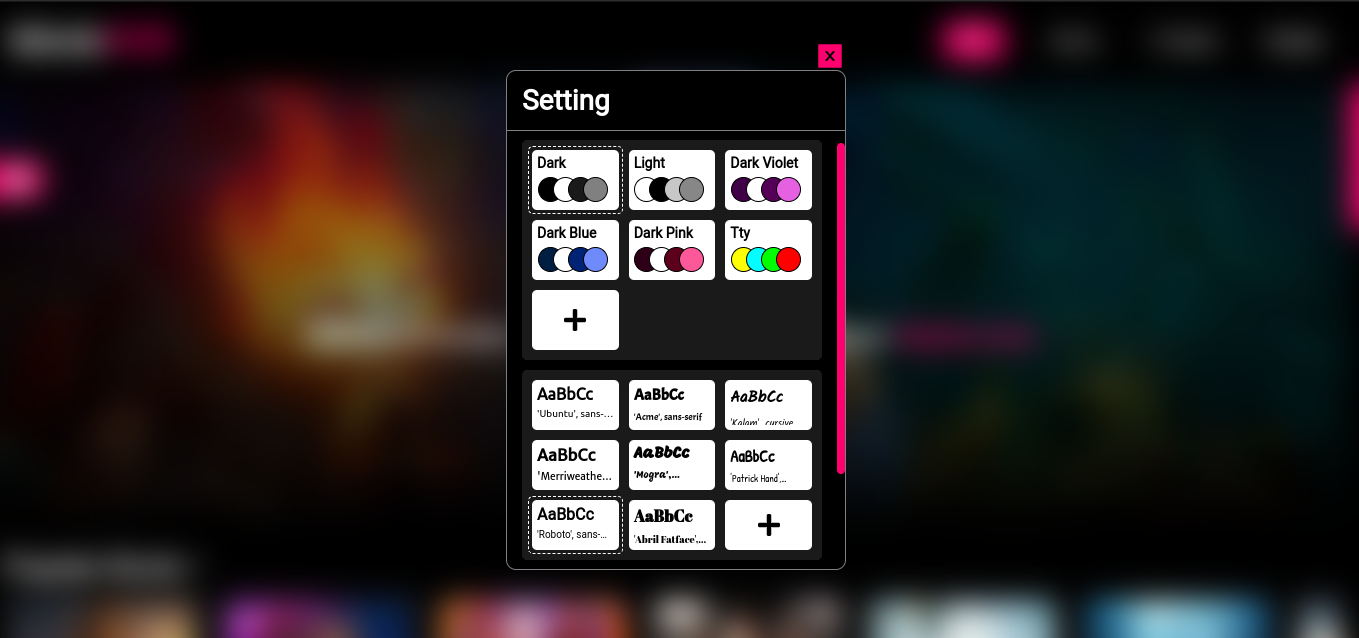 X
Setting
Dark
Light
Dark Violet
Dark Blue
Dark Pink
Tty
+
AaBbCc
'Ubuntu', sans-...
AaBbCc
'Acme', sans-serif
AaBbCc
'Kalam', cursive
AaBbCc
'Merriweathe...
AaBbCc
'Mogra',...
AaBbCc
'Patrick Hand',...
AaBbCc
'Roboto', sans-...
AaBbCc
'Abril Fatface',...
+